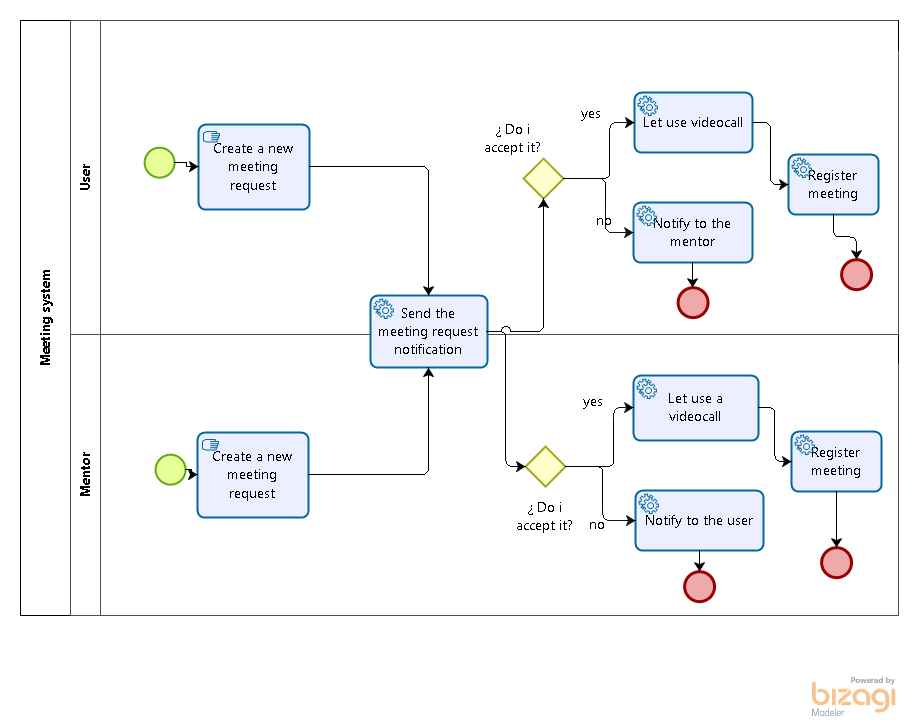 Meeting system
User
Create a new
meeting
request
¿Do i
accept it?
yes
Let use videocall
no
Notify to the
mentor
Register
meeting
Send the
meeting request
notification
Mentor
Create a new
meeting
request
¿Do i
accept it?
yes
Let use a
videocall
no
Notify to the user
Register
meeting
Powered by
bizagi
Modeler